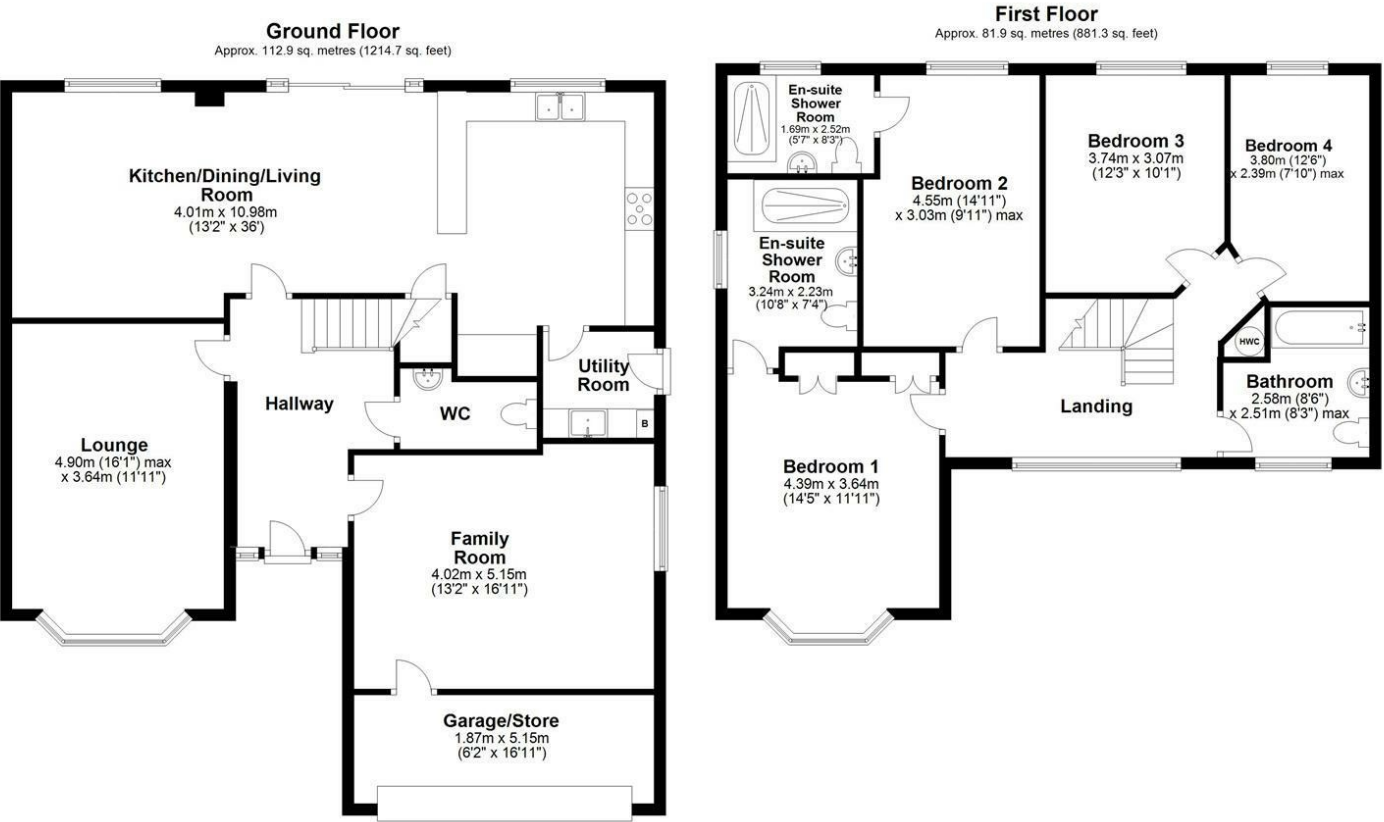 Ground Floor
Approx. 112.9 sq. metres (1214.7 sq. feet)
Kitchen/Dining/Living
Room
4.01m x 10.98m
(13'2" x 36')
Utility
Room
B
Hallway
WC
Lounge
4.90m (16'1") max
x 3.64m (11'11")
Family
Room
4.02m x 5.15m
(13'2" x 16'11")
Garage/Store
1.87m x 5.15m
(6'2" x 16'11")
First Floor
Approx. 81.9 sq. metres (881.3 sq. feet)
En-suite
Shower
Room
1.69m x 2.52m
(5'7" x 8'3")
Bedroom 2
4.55m (14'11")
x 3.03m (9'11") max
Bedroom 3
3.74m x 3.07m
(12'3" x 10'1")
Bedroom 4
3.80m (12'6")
x 2.39m (7'10") max
En-suite
Shower
Room
3.24m x 2.23m
(10'8" x 7'4")
HWC
Bathroom
2.58m (8'6")
x 2.51m (8'3") max
Landing
Bedroom 1
4.39m x 3.64m
(14'5" x 11'11")